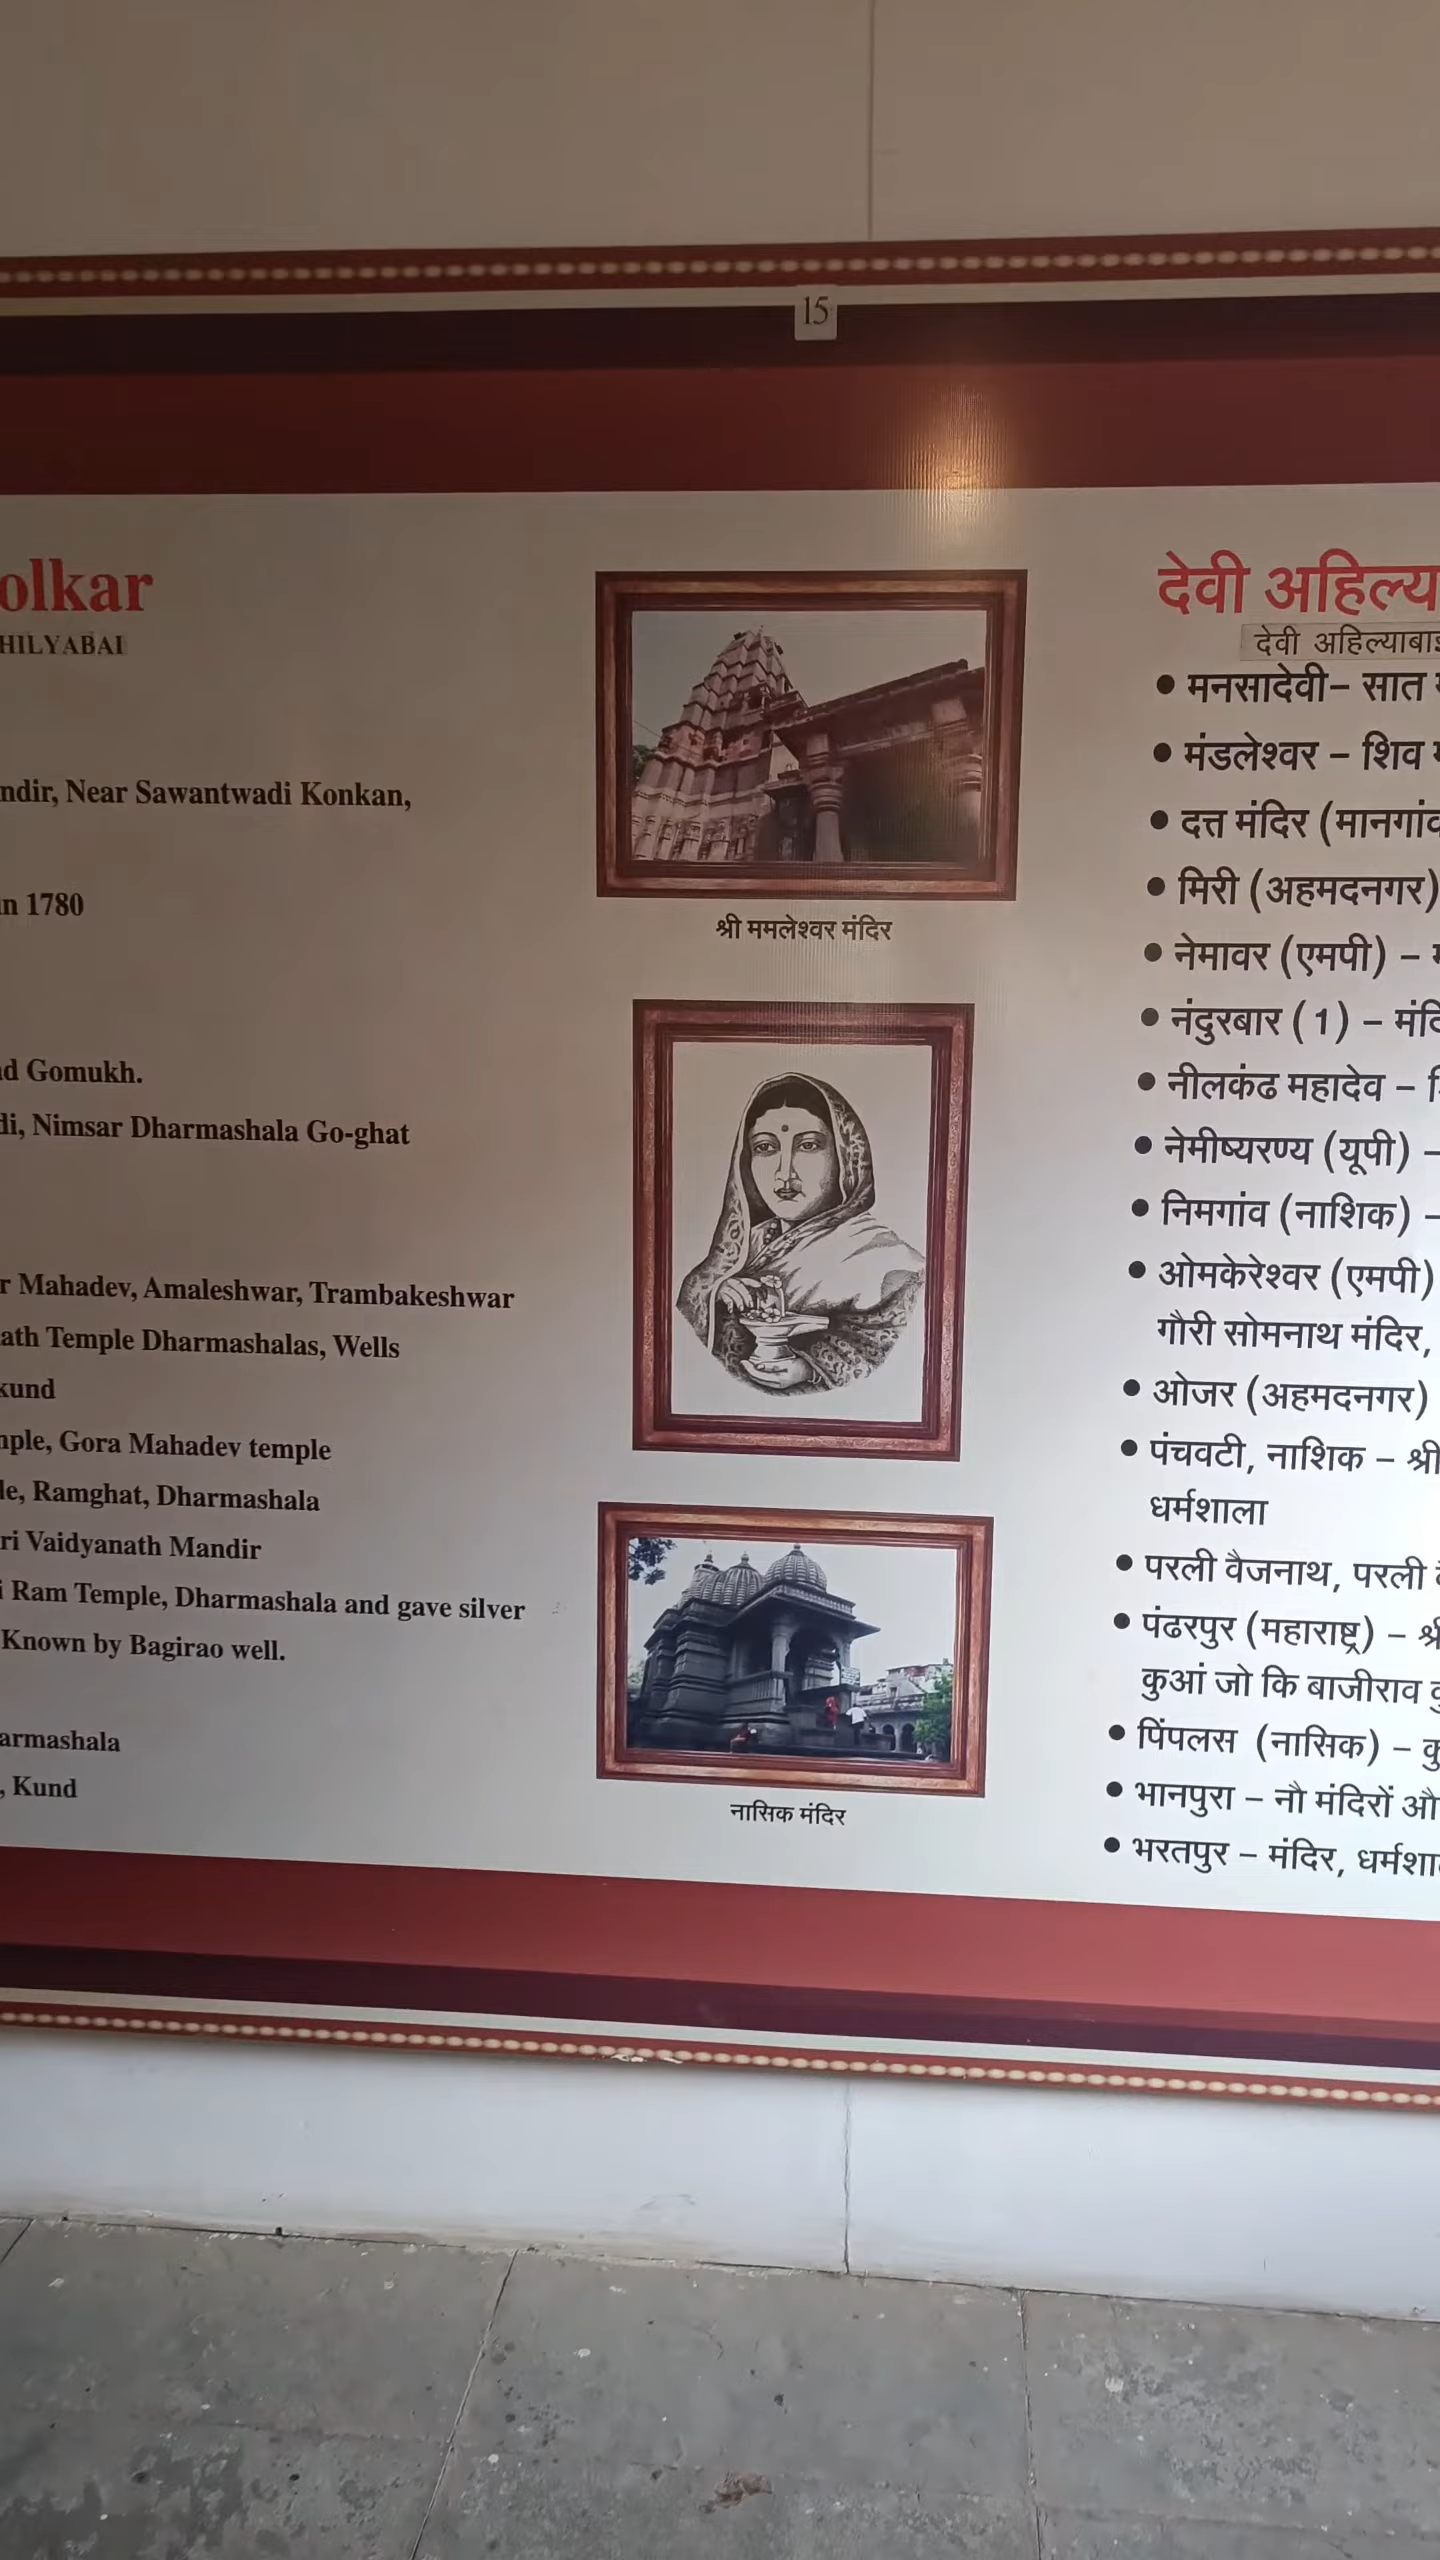 15
olkar
HILYABAI
ndir, Near Sawantwadi Konkan,
n 1780
d Gomukh.
di, Nimsar Dharmashala Go-ghat
r Mahadev, Amaleshwar, Trambakeshwar
ath Temple Dharmashalas, Wells
kund
mple, Gora Mahadev temple
le, Ramghat, Dharmashala
ri Vaidyanath Mandir
i Ram Temple, Dharmashala and gave silver
Known by Bagirao well.
armashala
, Kund
श्री ममलेश्वर मंदिर
नासिक मंदिर
देवी अहिल्य
देवी अहिल्याबाई
• मनसादेवी– सात
• मंडलेश्वर – शिव
• दत्त मंदिर (मानगांव
• मिरी (अहमदनगर)
• नेमावर (एमपी) –
• नंदुरबार (1) – मंदि
• नीलकंढ महादेव –
• नेमीष्यरण्य (यूपी) –
• निमगांव (नाशिक) –
• ओमकेरेश्वर (एमपी)
गौरी सोमनाथ मंदिर,
• ओजर (अहमदनगर)
• पंचवटी, नाशिक – श्री
धर्मशाला
• परली वैजनाथ, परली
• पंढरपुर (महाराष्ट्र) – श्री
कुआं जो कि बाजीराव कु
• पिंपलस (नासिक) – कु
• भानपुरा – नौ मंदिरों औ
• भरतपुर – मंदिर, धर्मशा